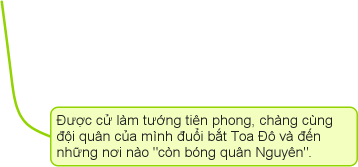 Được cử làm tướng tiên phong, chàng cùng
đội quân của mình đuổi bắt Toa Đô và đến
những nơi nào "còn bóng quân Nguyên".